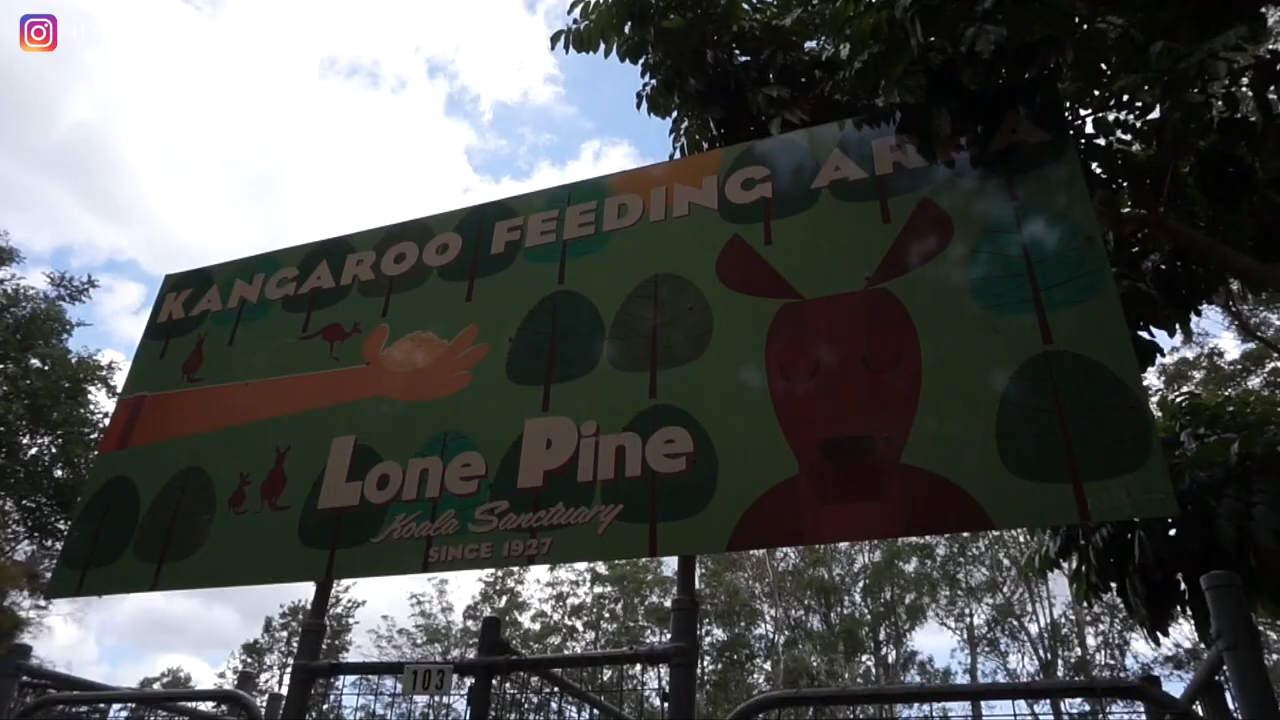 KANGAROO FEEDING AREA
Lone Pine
Koala Sanctuary
SINCE 1927
103